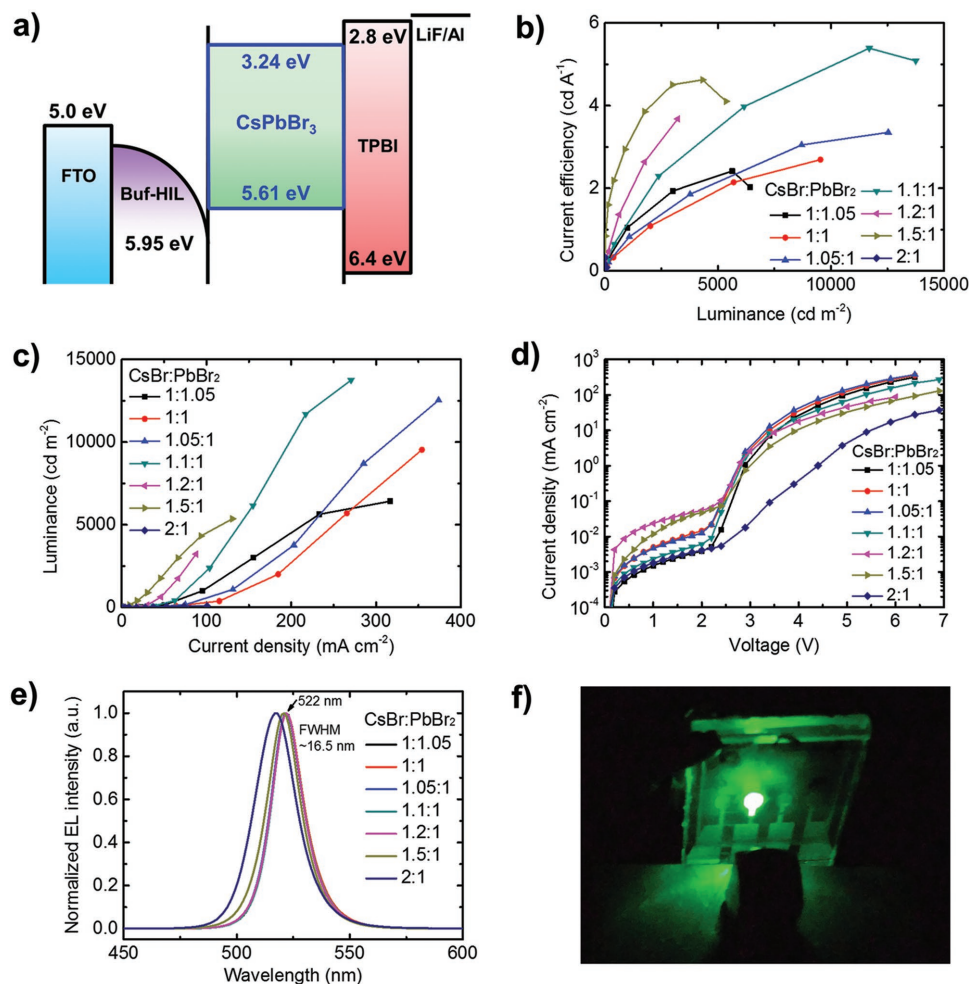 a)
LiF/Al
2.8 eV
3.24 eV
CsPbBr₃
TPBI
5.0 eV
FTO
Buf-HIL
5.61 eV
5.95 eV
6.4 eV
b)
Current efficiency (cd A⁻¹)
6
4
2
0
CsBr:PbBr₂
1:1.05
1:1
1.05:1
1.1:1
1.2:1
1.5:1
2:1
0 5000 10000 15000
Luminance (cd m⁻²)
c)
Luminance (cd m⁻²)
15000
10000
5000
0
CsBr:PbBr₂
1:1.05
1:1
1.05:1
1.1:1
1.2:1
1.5:1
2:1
0 100 200 300 400
Current density (mA cm⁻²)
d)
Current density (mA cm⁻²)
10³
10²
10¹
10⁰
10⁻¹
10⁻²
10⁻³
10⁻⁴
CsBr:PbBr₂
1:1.05
1:1
1.05:1
1.1:1
1.2:1
1.5:1
2:1
0 1 2 3 4 5 6 7
Voltage (V)
e)
Normalized EL intensity (a.u.)
1.0
0.8
0.6
0.4
0.2
0.0
522 nm
FWHM
~16.5 nm
CsBr:PbBr₂
1:1.05
1:1
1.05:1
1.1:1
1.2:1
1.5:1
2:1
450 500 550 600
Wavelength (nm)
f)